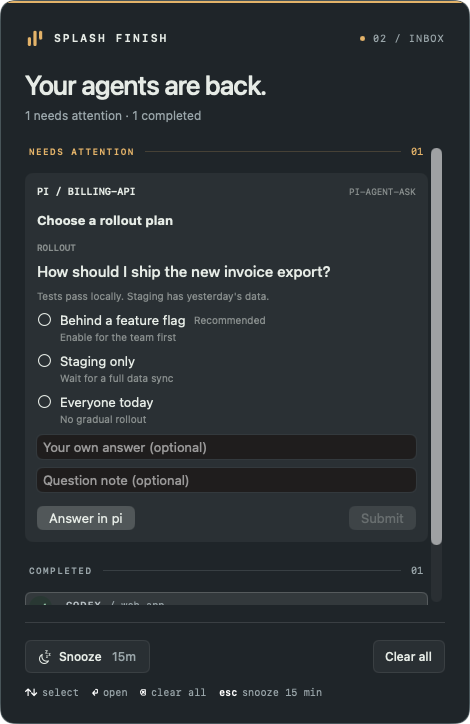 SPLASH FINISH
02 / INBOX
Your agents are back.
1 needs attention · 1 completed
NEEDS ATTENTION 01
PI / BILLING-API PI-AGENT-ASK
Choose a rollout plan
ROLLOUT
How should I ship the new invoice export?
Tests pass locally. Staging has yesterday's data.
Behind a feature flag Recommended
Enable for the team first
Staging only
Wait for a full data sync
Everyone today
No gradual rollout
Your own answer (optional)
Question note (optional)
Answer in pi Submit
COMPLETED 01
CODEX / web-app
Snooze 15m Clear all
↑↓ select open clear all esc snooze 15 min